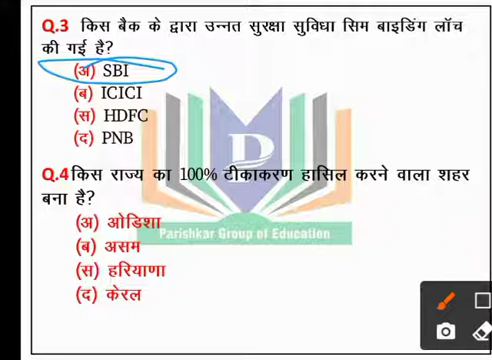 Q.3 किस बैक के द्वारा उन्नत सुरक्षा सुविधा सिम बाइडिंग लॉच
की गई है?
(अ) SBI
(ब) ICICI
(स) HDFC
(द) PNB
Q.4 किस राज्य का 100% टीकाकरण हासिल करने वाला शहर
बना है?
(अ) ओडिशा
(ब) असम
(स) हरियाणा
(द) केरल
P
Parishkar Group of Education